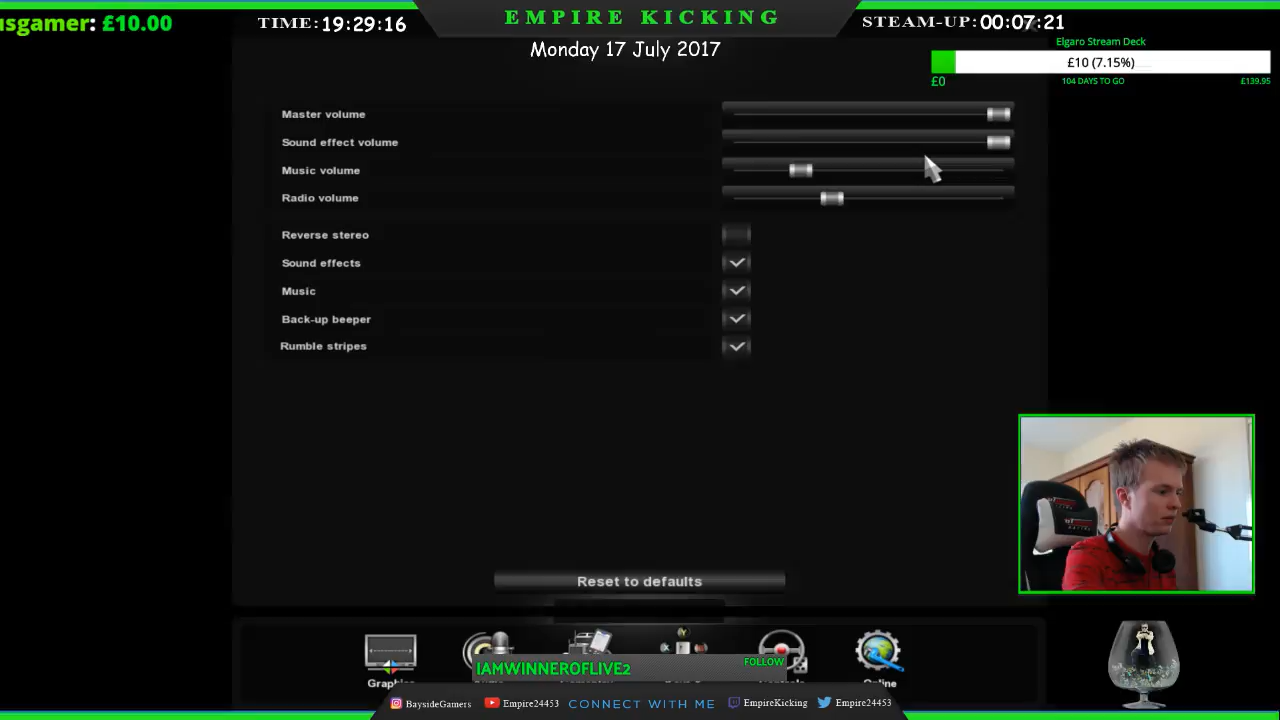 usgamer: £10.00
TIME:19:29:16
EMPIRE KICKING
STEAM-UP: 00:07:21
Monday 17 July 2017
Elgaro Stream Deck
£10 (7.15%)
£0
104 DAYS TO GO
£139.95
Master volume
Sound effect volume
Music volume
Radio volume
Reverse stereo
Sound effects
Music
Back-up beeper
Rumble stripes
Reset to defaults
IAMWINNEROFLIVE2
FOLLOW
Graphics
Online
BaysideGamers
Empire24453
CONNECT WITH ME
EmpireKicking
Empire24453